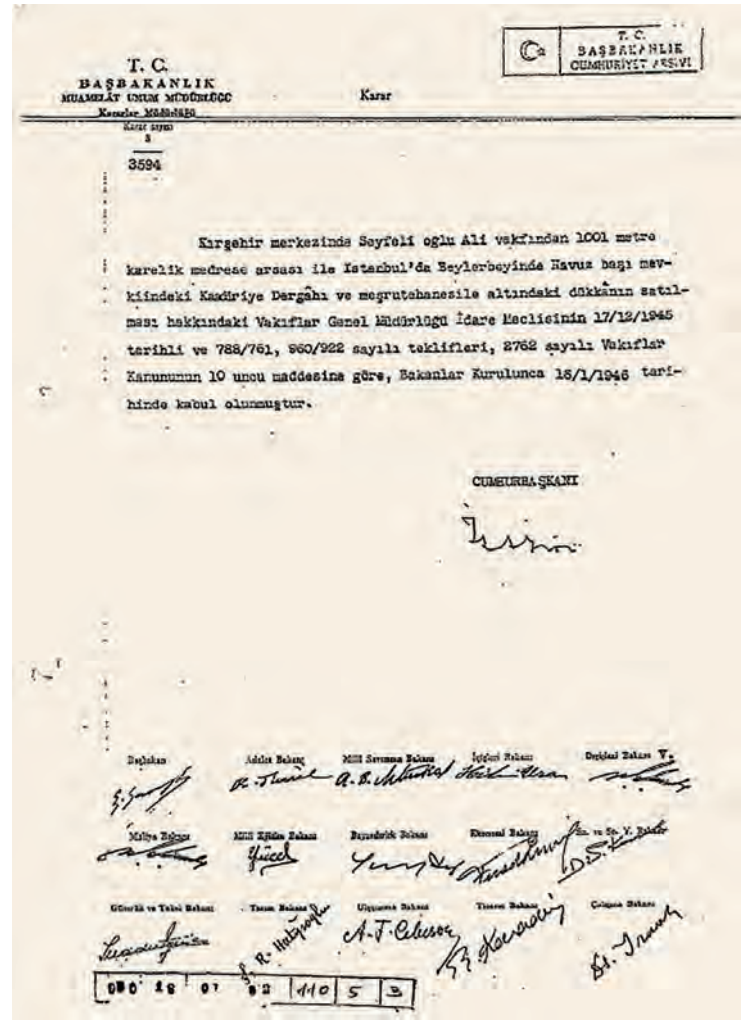 T. C.
BAŞBAKANLIK
MUAMELÂT UMUM MÜDÜRLÜĞÜ
Kararlar Müdürlüğü
Karar sayısı
3
3594
Karar
T. C.
BAŞBAKANLIK
CUMHURİYET ARŞİVİ
Kırşehir merkezinde Seyfeli oğlu Ali vakfından 1001 metre
karelik medrese arsası ile Istanbul'da Beylerbeyinde Havuz başı mev-
kiindeki Kaadiriye Dergâhı ve meşrutahanesile altındaki dükkânın satıl-
ması hakkındaki Vakıflar Genel Müdürlüğü İdare Meclisinin 17/12/1945
tarihli ve 788/761, 960/922 sayılı teklifleri, 2762 sayılı Vakıflar
Kanununun 10 uncu maddesine göre, Bakanlar Kurulunca 16/1/1946 tari-
hinde kabul olunmuştur.
CUMHURBAŞKANI
Başbakan Adalet Bakanı Millî Savunma Bakanı İçişleri Bakanı Dışişleri Bakanı V.
Maliye Bakanı Millî Eğitim Bakanı Bayındırlık Bakanı Ekonomi Bakanı Sa. ve So. Y. Bakanı
Yücel
Gümrük ve Tekel Bakanı Tarım Bakanı Ulaştırma Bakanı Ticaret Bakanı Çalışma Bakanı
R. Hatipoğlu A. F. Cebesoy
030 18 01 02 110 5 3